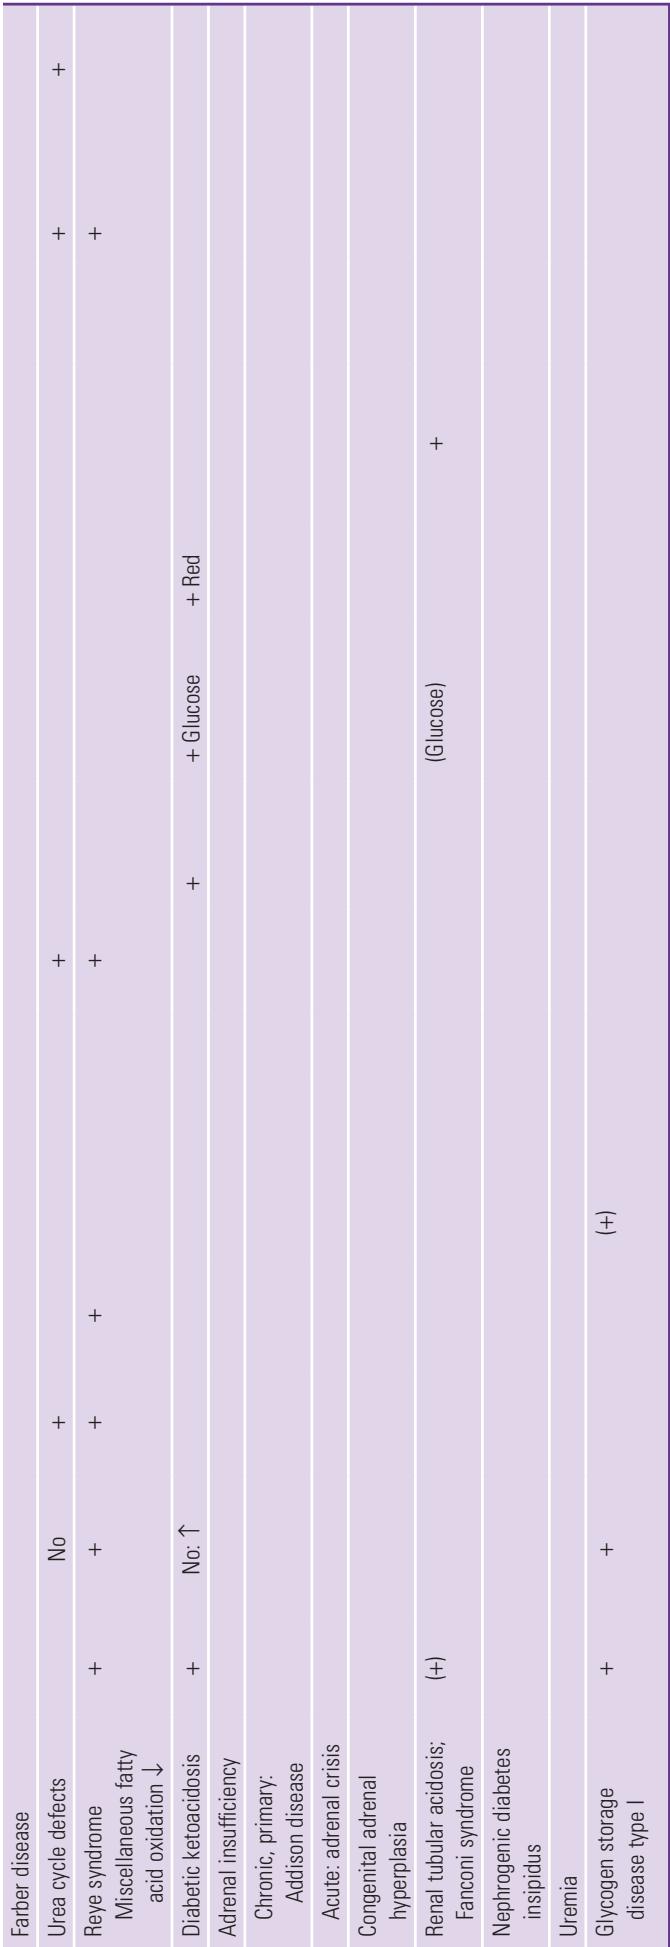 Farber disease
Urea cycle defects No + + + +
Reye syndrome + + + + + +
Miscellaneous fatty
acid oxidation ↓
Diabetic ketoacidosis + No: ↑ + + Glucose + Red
Adrenal insufficiency
Chronic, primary:
Addison disease
Acute: adrenal crisis
Congenital adrenal
hyperplasia
Renal tubular acidosis; (+) (Glucose) +
Fanconi syndrome
Nephrogenic diabetes
insipidus
Uremia
Glycogen storage + + (+)
disease type I